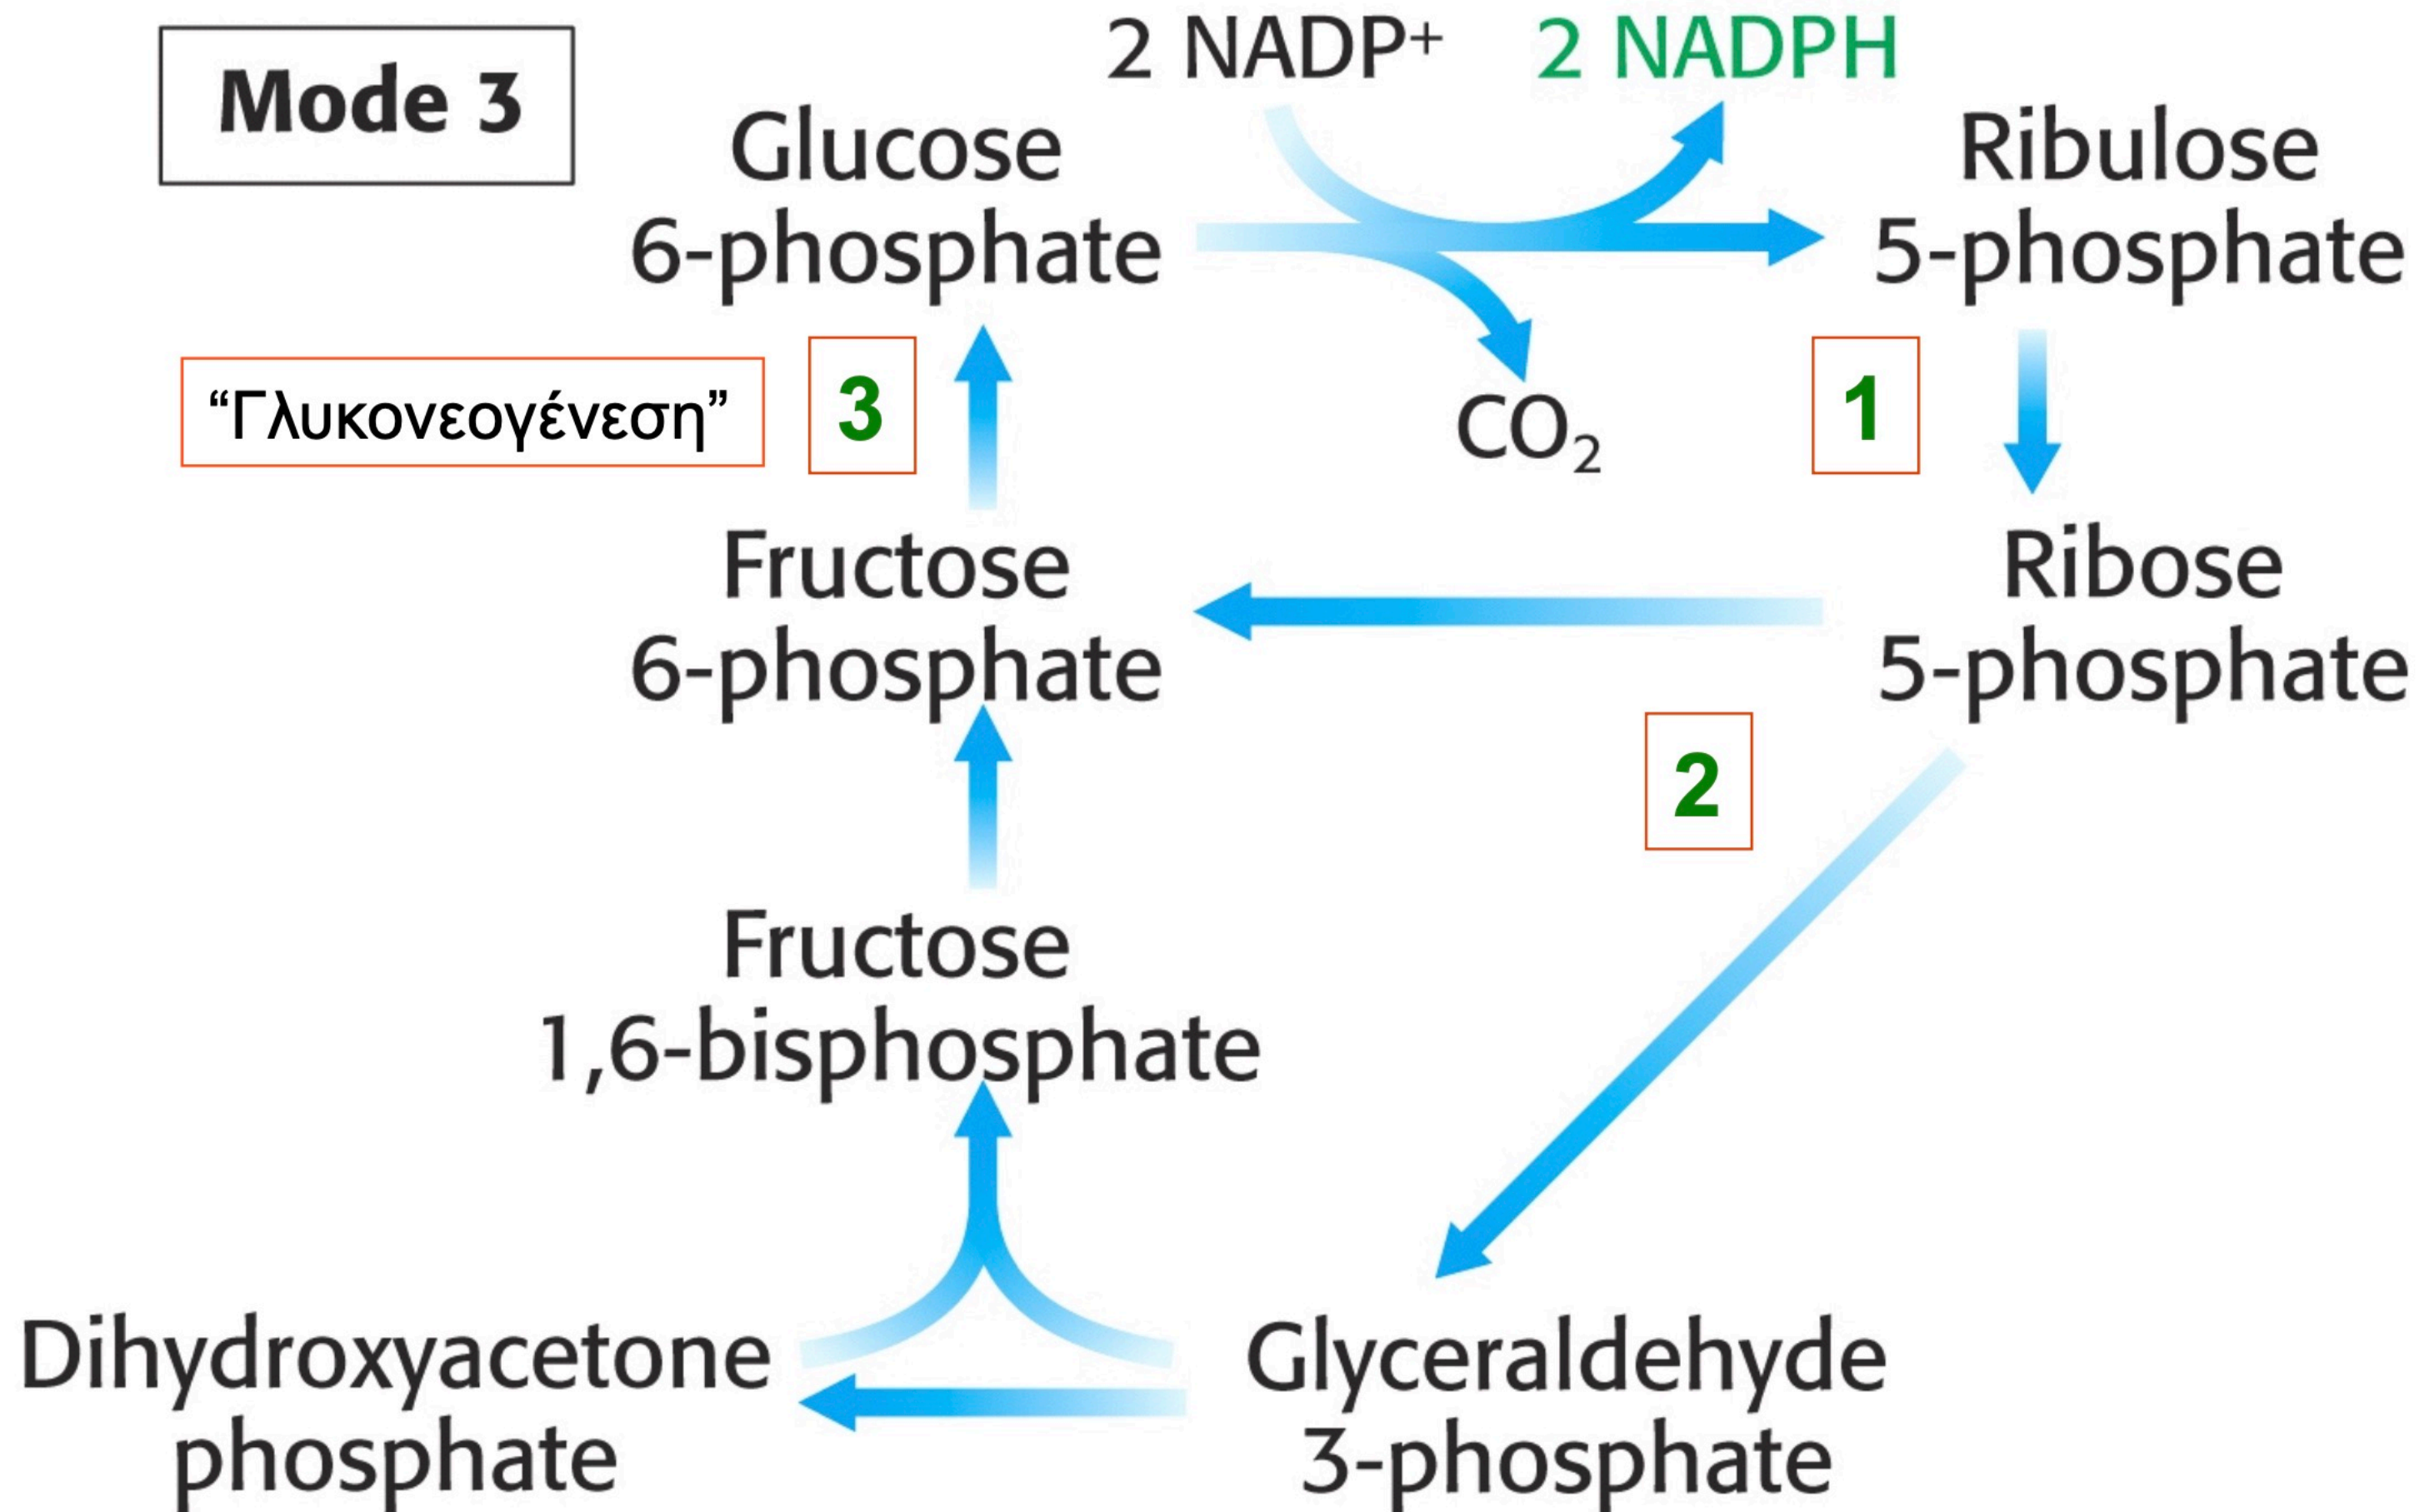 Mode 3
2 NADP⁺ 2 NADPH
Glucose
6-phosphate
Ribulose
5-phosphate
CO₂
1
“Γλυκονεογένεση” 3
Fructose
6-phosphate
Ribose
5-phosphate
2
Fructose
1,6-bisphosphate
Dihydroxyacetone
phosphate
Glyceraldehyde
3-phosphate